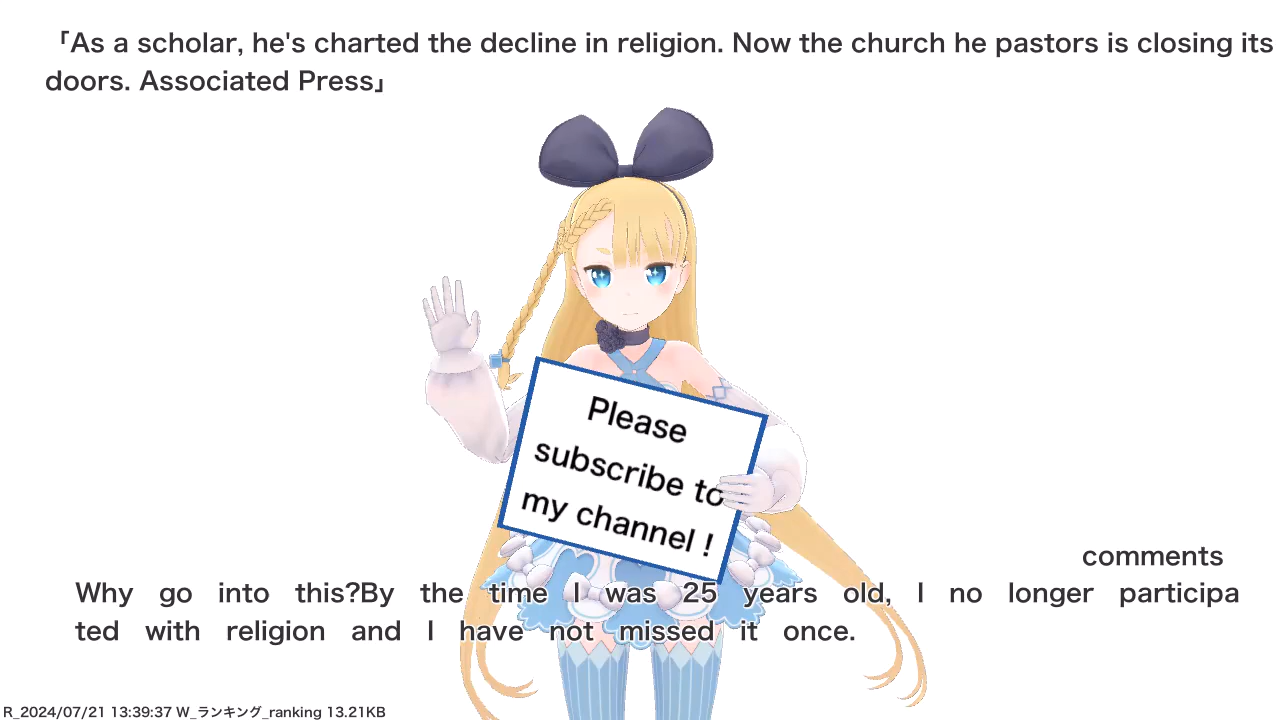 「As a scholar, he's charted the decline in religion. Now the church he pastors is closing its
doors. Associated Press」
Please
subscribe to
my channel !
comments
Why go into this?By the time I was 25 years old, I no longer participa
ted with religion and I have not missed it once.
R_2024/07/21 13:39:37 W_ランキング_ranking 13.21KB